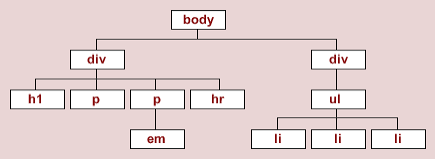 body
div div
h1 p p hr ul
em li li li